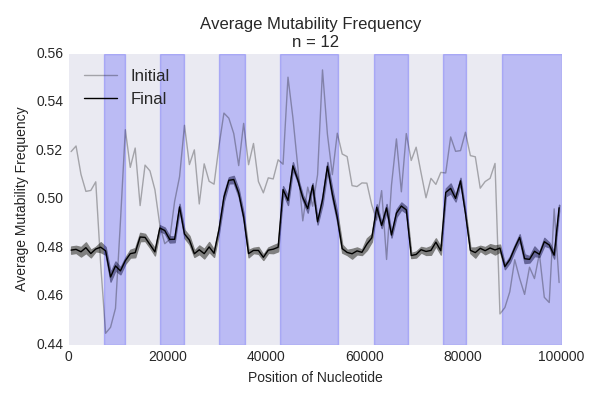 Average Mutability Frequency
n = 12
Average Mutability Frequency
0.56
0.54
0.52
0.50
0.48
0.46
0.44
Initial
Final
0
20000
40000
60000
80000
100000
Position of Nucleotide